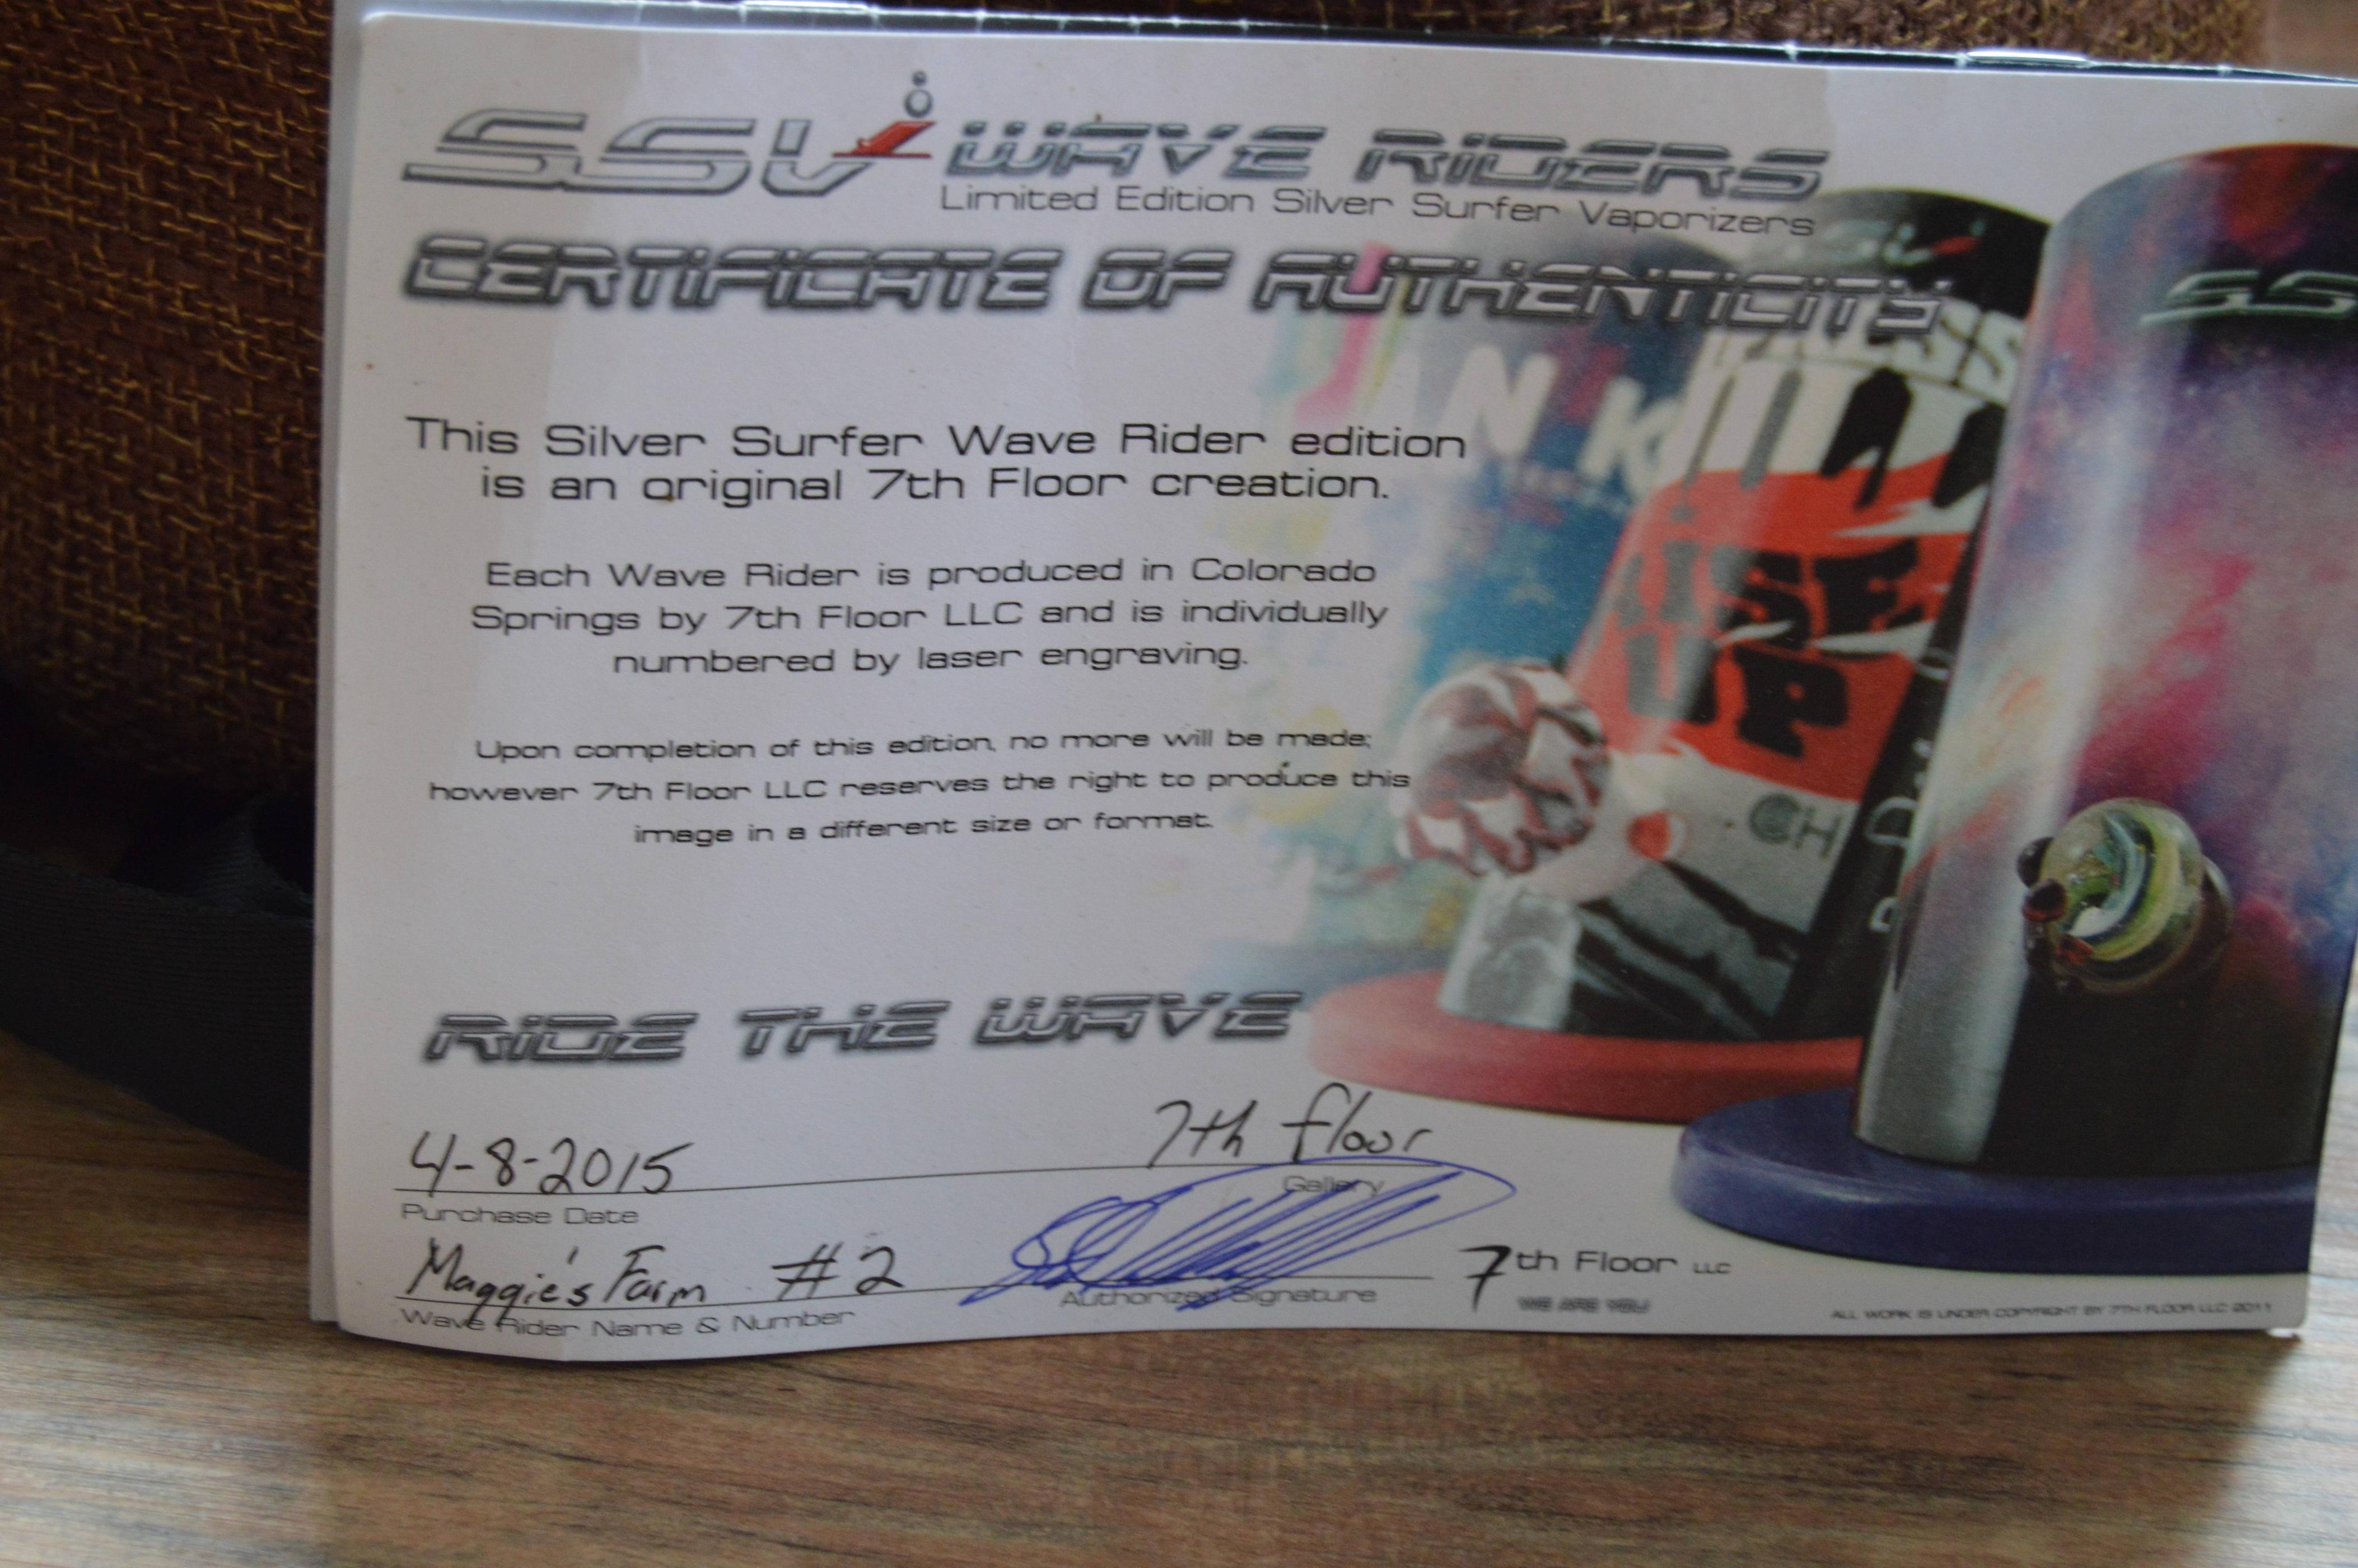 SSV WAVE RIDERS
Limited Edition Silver Surfer Vaporizers
CERTIFICATE OF AUTHENTICITY
This Silver Surfer Wave Rider edition
is an original 7th Floor creation.
Each Wave Rider is produced in Colorado
Springs by 7th Floor LLC and is individually
numbered by laser engraving.
Upon completion of this edition, no more will be made;
however 7th Floor LLC reserves the right to produce this
image in a different size or format.
RISE
UP
RIDE THE WAVE
4-8-2015
Purchase Date
7th floor
Gallery
Maggie's Farm #2
Wave Rider Name & Number
Authorized Signature
7th Floor LLC
WE ARE YOU
ALL WORK IS UNDER COPYRIGHT BY 7TH FLOOR LLC 2011